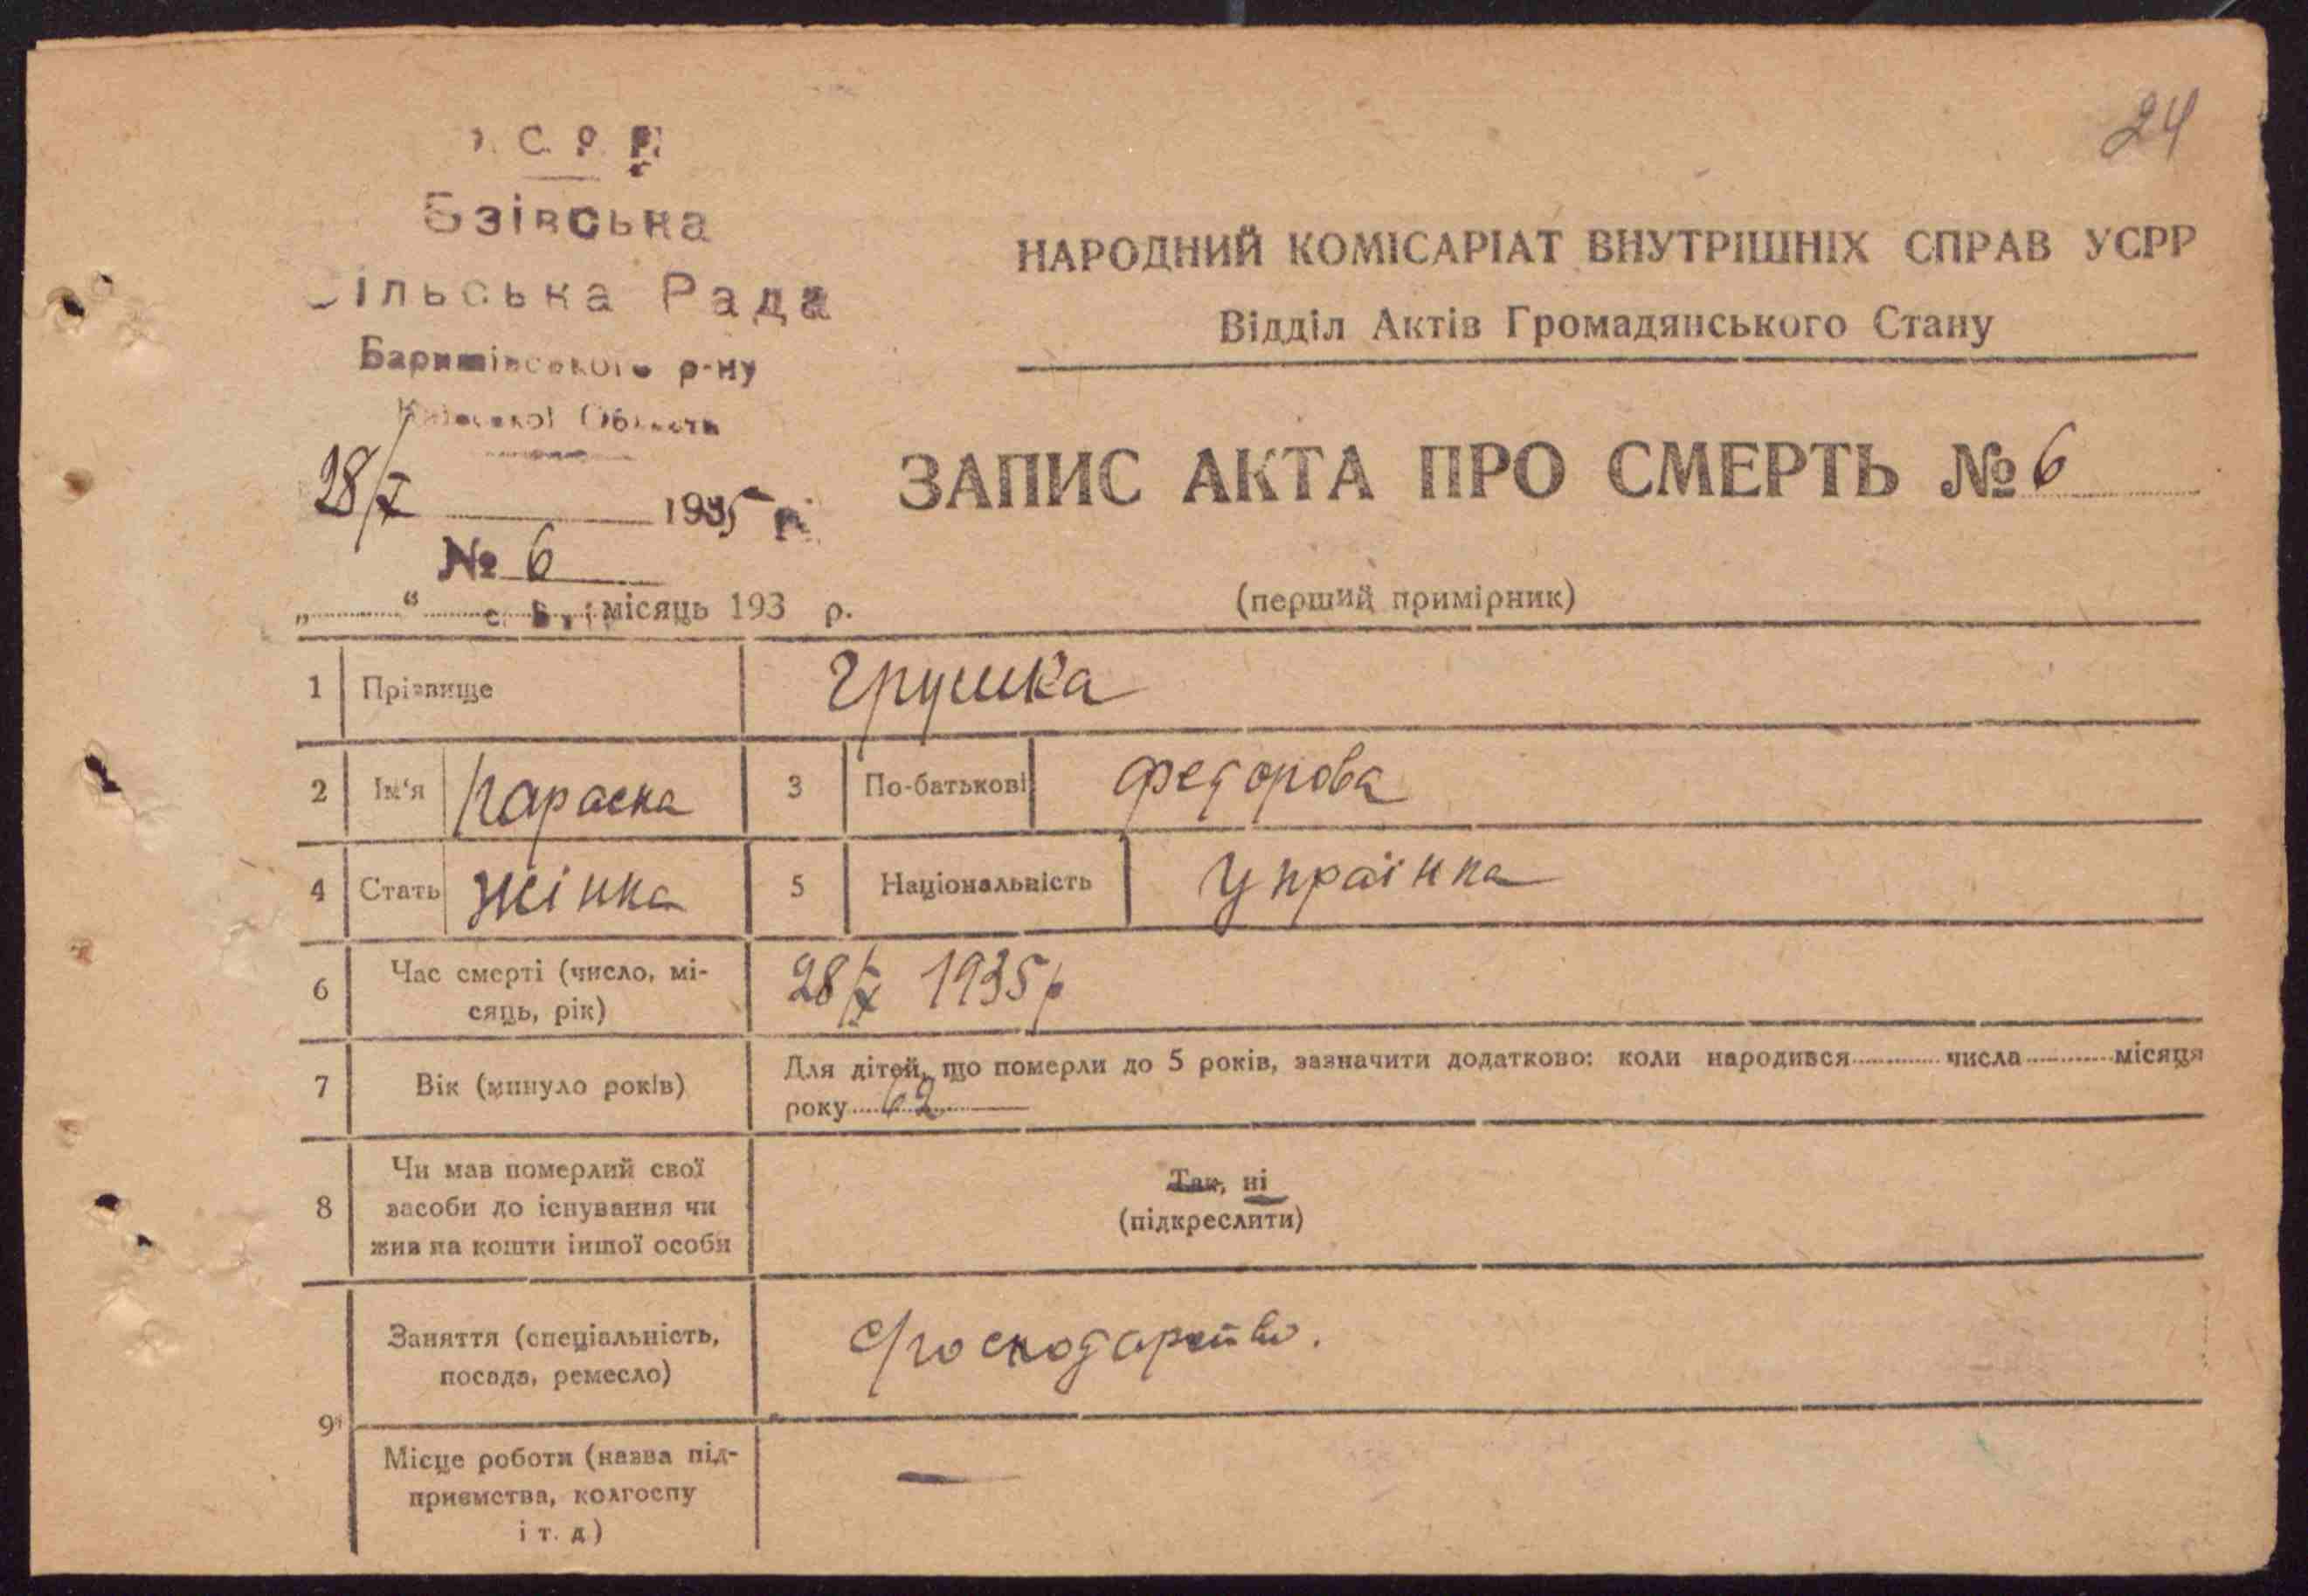 24
У. С. Р. Р.
Бзівська
Сільська Рада
Баришівського р-ну
Київської Області
28/I 1935 р.
№ 6
НАРОДНИЙ КОМІСАРІАТ ВНУТРІШНІХ СПРАВ УСРР
Відділ Актів Громадянського Стану
ЗАПИС АКТА ПРО СМЕРТЬ № 6
(перший примірник)
„ “ місяць 193 р.
1 Прізвище Грушка
2 Ім‘я Параска 3 По-батькові Федорова
4 Стать Жінка 5 Національність Українка
6 Час смерті (число, мі-
сяць, рік) 28/I 1935 р
7 Вік (минуло років) Для дітей, що померли до 5 років, зазначити додатково: коли народився числа місяця
року 62
8 Чи мав померлий свої
засоби до існування чи
жив на кошти іншої особи
Так, ні
(підкреслити)
9 Заняття (спеціальність,
посада, ремесло) Господарство.
Місце роботи (назва під-
приємства, колгоспу
і т. д) —